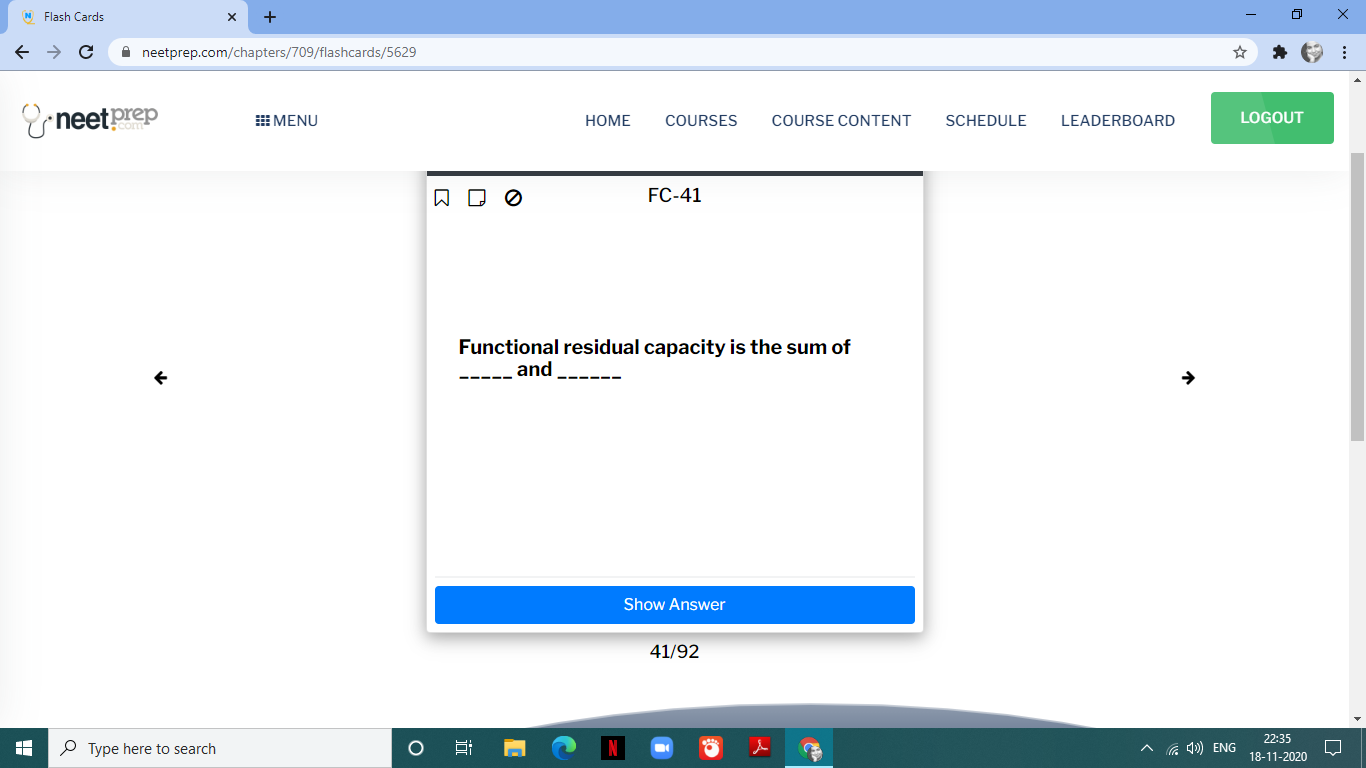 Flash Cards
neetprep.com/chapters/709/flashcards/5629
neetprep
.com
MENU
HOME
COURSES
COURSE CONTENT
SCHEDULE
LEADERBOARD
LOGOUT
FC-41
Functional residual capacity is the sum of
_____ and ______
Show Answer
41/92
Type here to search
ENG
22:35
18-11-2020